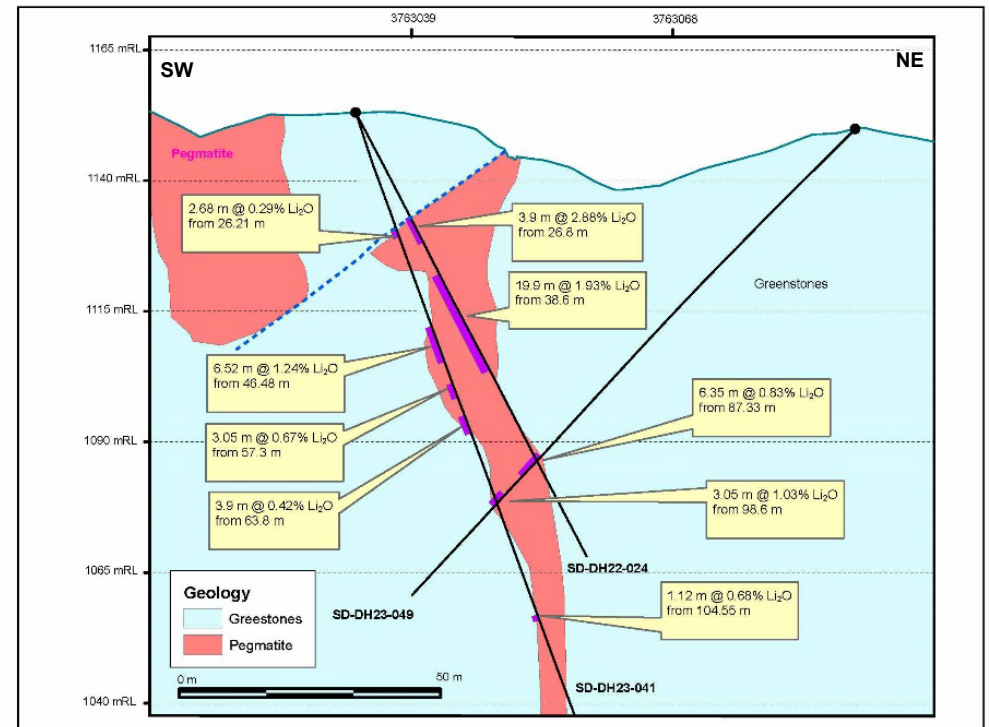 3763039
3763068
1165 mRL
SW
NE
Pegmatite
1140 mRL
2.68 m @ 0.29% Li₂O
from 26.21 m
3.9 m @ 2.88% Li₂O
from 26.8 m
19.9 m @ 1.93% Li₂O
from 38.6 m
Greenstones
1115 mRL
6.52 m @ 1.24% Li₂O
from 46.48 m
6.35 m @ 0.83% Li₂O
from 87.33 m
3.05 m @ 0.67% Li₂O
from 57.3 m
1090 mRL
3.9 m @ 0.42% Li₂O
from 63.8 m
3.05 m @ 1.03% Li₂O
from 98.6 m
1065 mRL
SD-DH22-024
Geology
Greestones
Pegmatite
SD-DH23-049
1.12 m @ 0.68% Li₂O
from 104.55 m
0 m
50 m
SD-DH23-041
1040 mRL